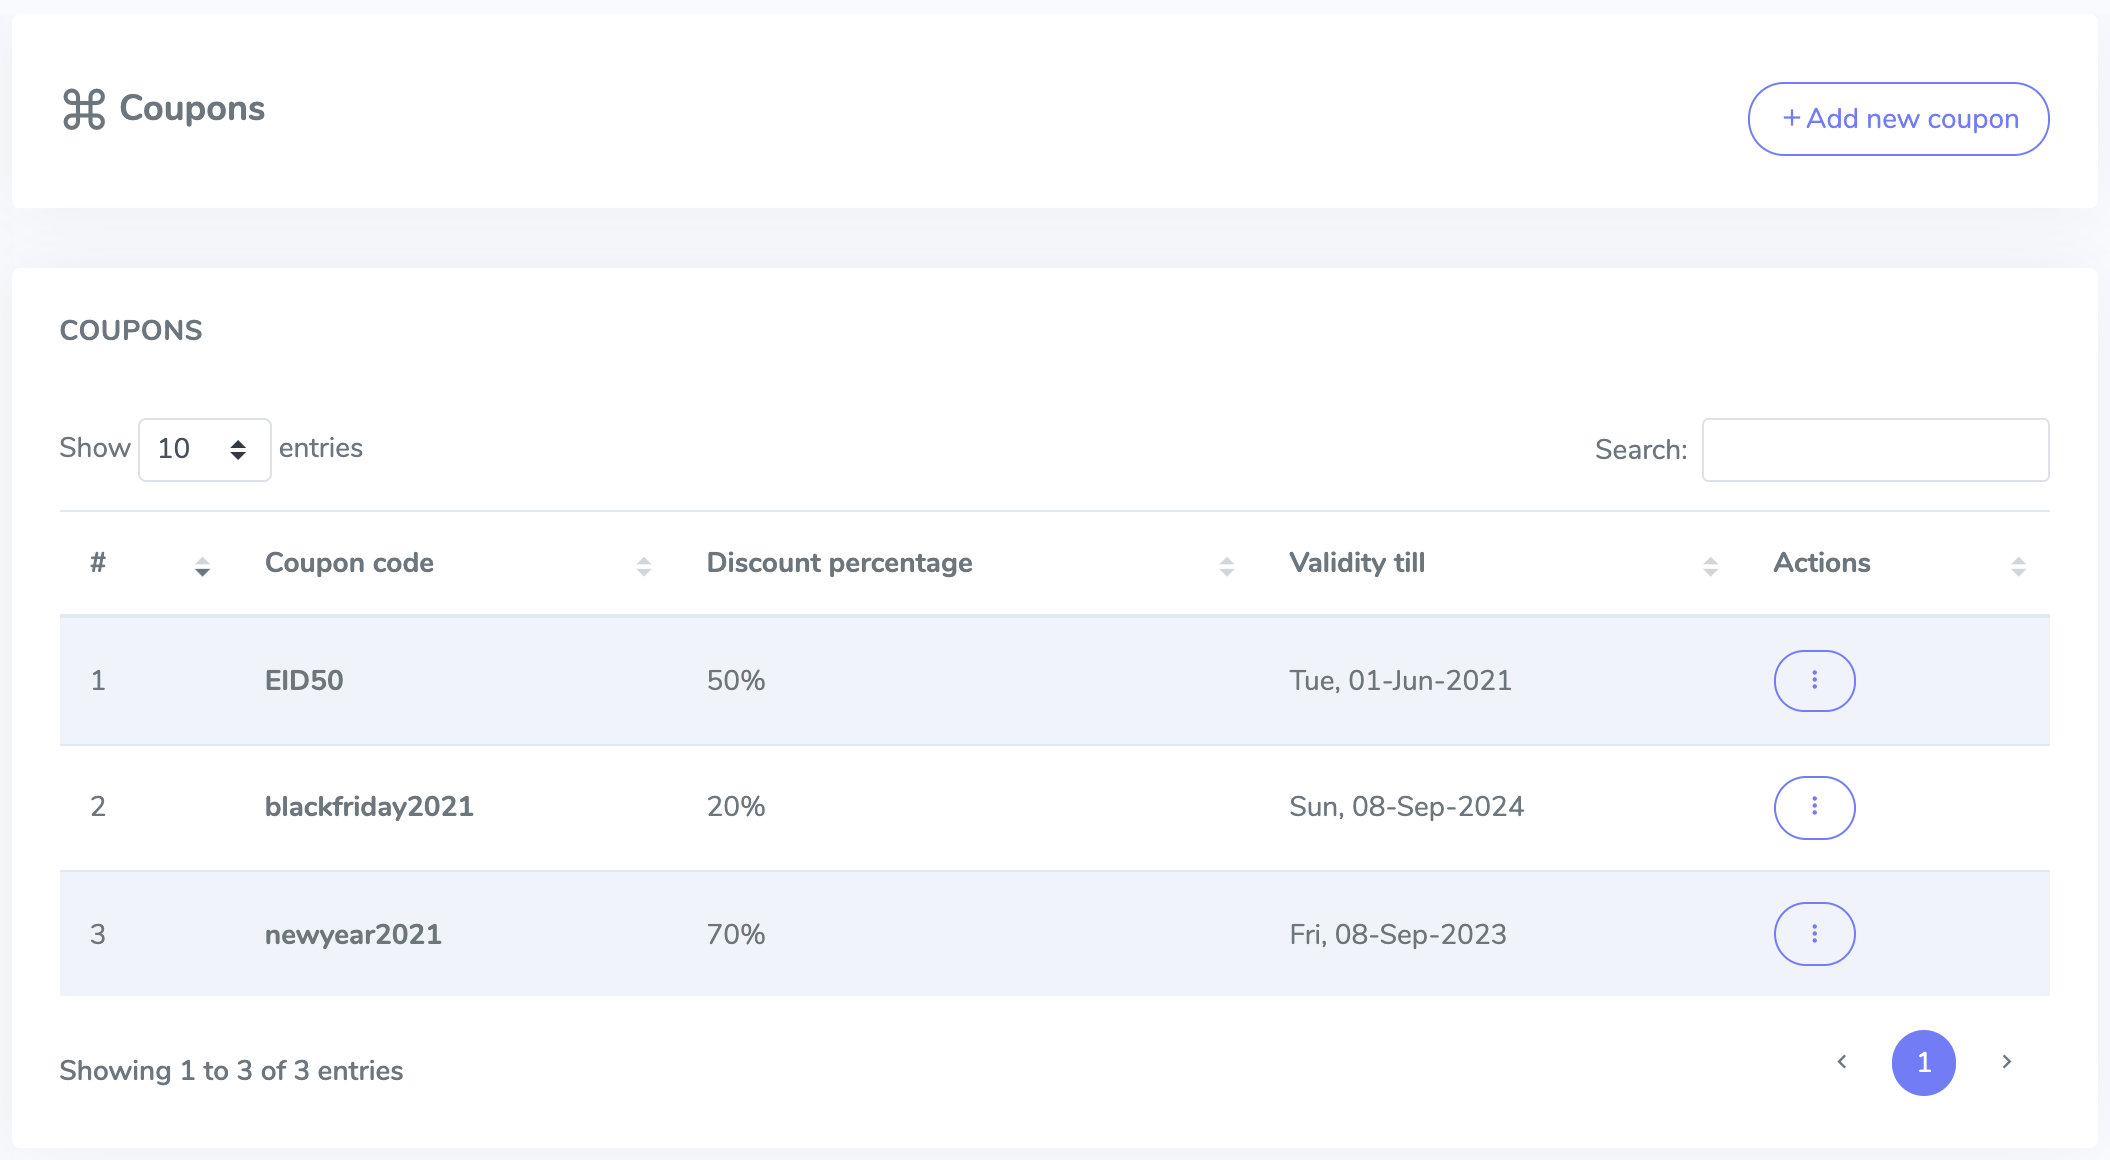 Coupons
+ Add new coupon
COUPONS
Show 10 entries
Search:
# Coupon code Discount percentage Validity till Actions
1 EID50 50% Tue, 01-Jun-2021
2 blackfriday2021 20% Sun, 08-Sep-2024
3 newyear2021 70% Fri, 08-Sep-2023
Showing 1 to 3 of 3 entries
1